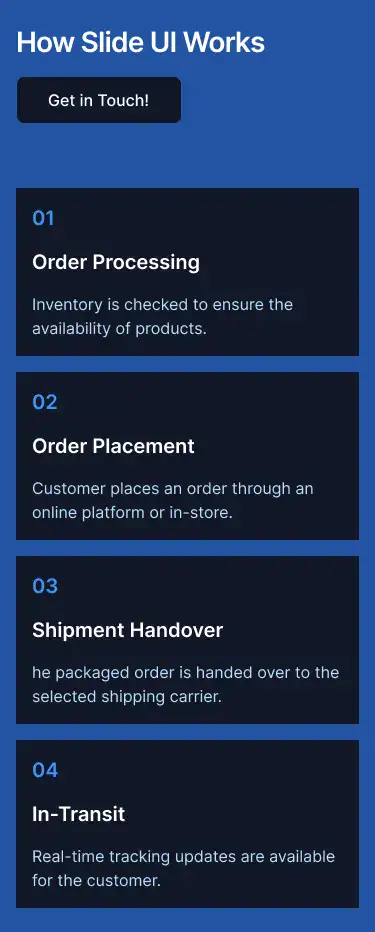 How Slide UI Works
Get in Touch!
01
Order Processing
Inventory is checked to ensure the
availability of products.
02
Order Placement
Customer places an order through an
online platform or in-store.
03
Shipment Handover
he packaged order is handed over to the
selected shipping carrier.
04
In-Transit
Real-time tracking updates are available
for the customer.